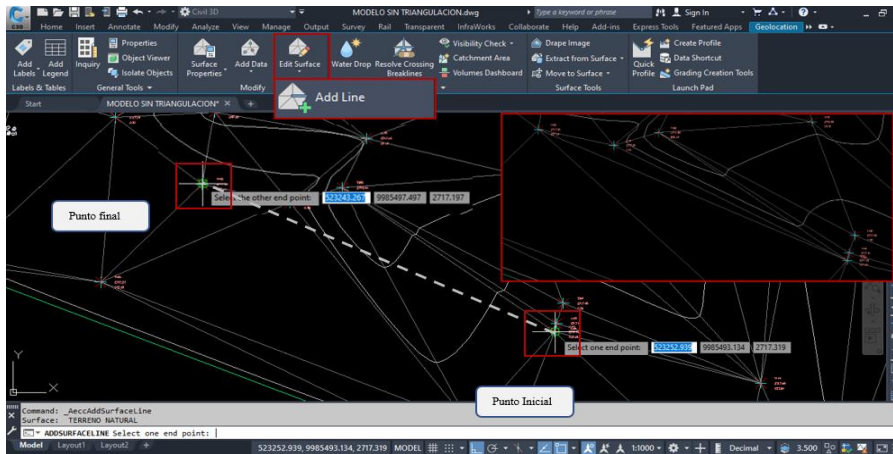 Civil 3D
MODELO SIN TRIANGULACION.dwg
Type a keyword or phrase
Sign In
C3D
Home Insert Annotate Modify Analyze View Manage Output Survey Rail Transparent InfraWorks Collaborate Help Add-ins Express Tools Featured Apps Geolocation
Add Labels
Add Legend
Inquiry
Properties
Object Viewer
Isolate Objects
Surface Properties
Add Data
Edit Surface
Water Drop
Resolve Crossing Breaklines
Visibility Check
Catchment Area
Volumes Dashboard
Drape Image
Extract from Surface
Move to Surface
Quick Profile
Create Profile
Data Shortcut
Grading Creation Tools
Labels & Tables
General Tools
Modify
Surface Tools
Launch Pad
Add Line
Start
MODELO SIN TRIANGULACION*
Select the other end point: 523243.267 9985497.497 2717.197
Punto final
Select one end point: 523252.939 9985493.134 2717.319
Punto Inicial
Y
X
Command: _AeccAddSurfaceLine
Surface: TERRENO NATURAL
ADDSURFACELINE Select one end point:
Model Layout1 Layout2 +
523252.939, 9985493.134, 2717.319 MODEL 1:1000 Decimal 3.500